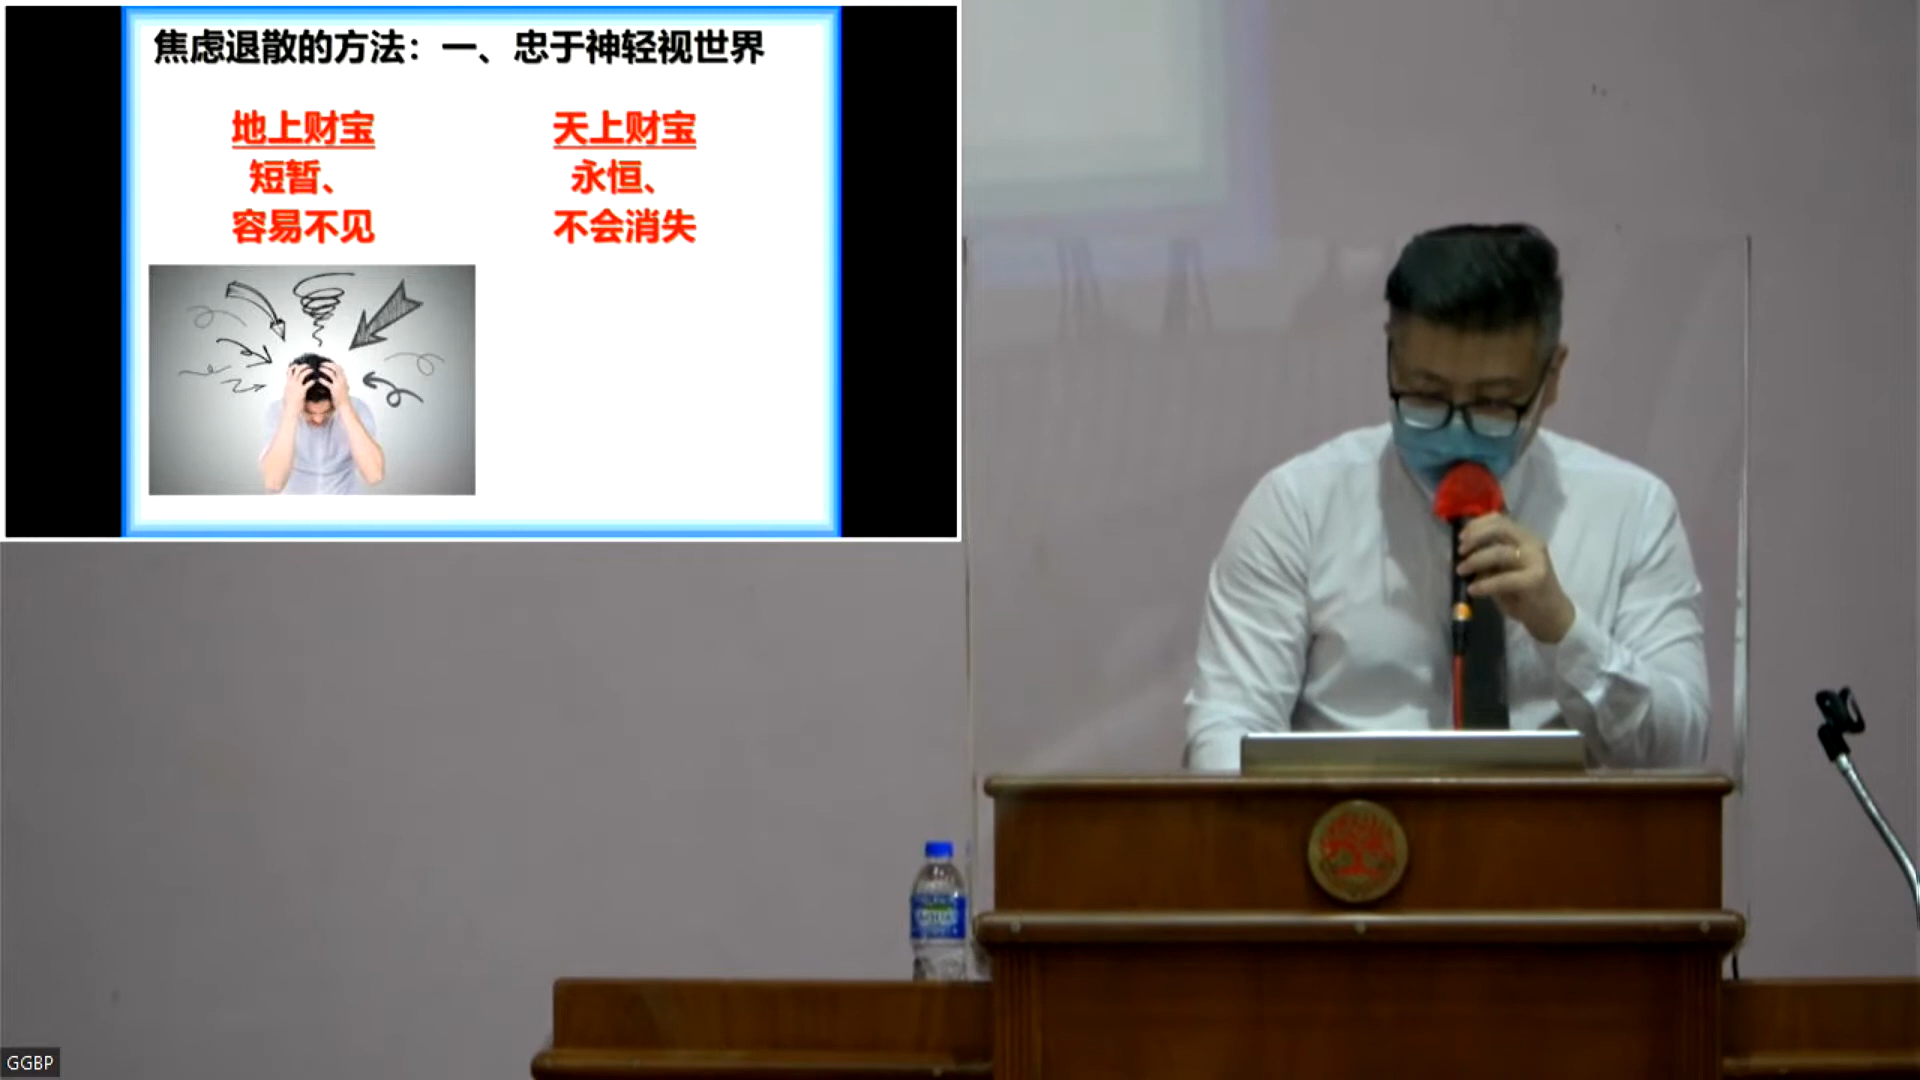 焦虑退散的方法：一、忠于神轻视世界
地上财宝
短暂、
容易不见
天上财宝
永恒、
不会消失
GGBP